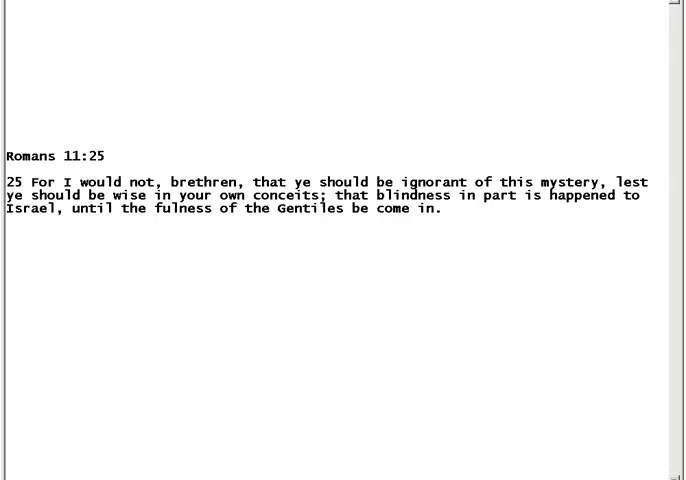 Romans 11:25
25 For I would not, brethren, that ye should be ignorant of this mystery, lest
ye should be wise in your own conceits; that blindness in part is happened to
Israel, until the fulness of the Gentiles be come in.